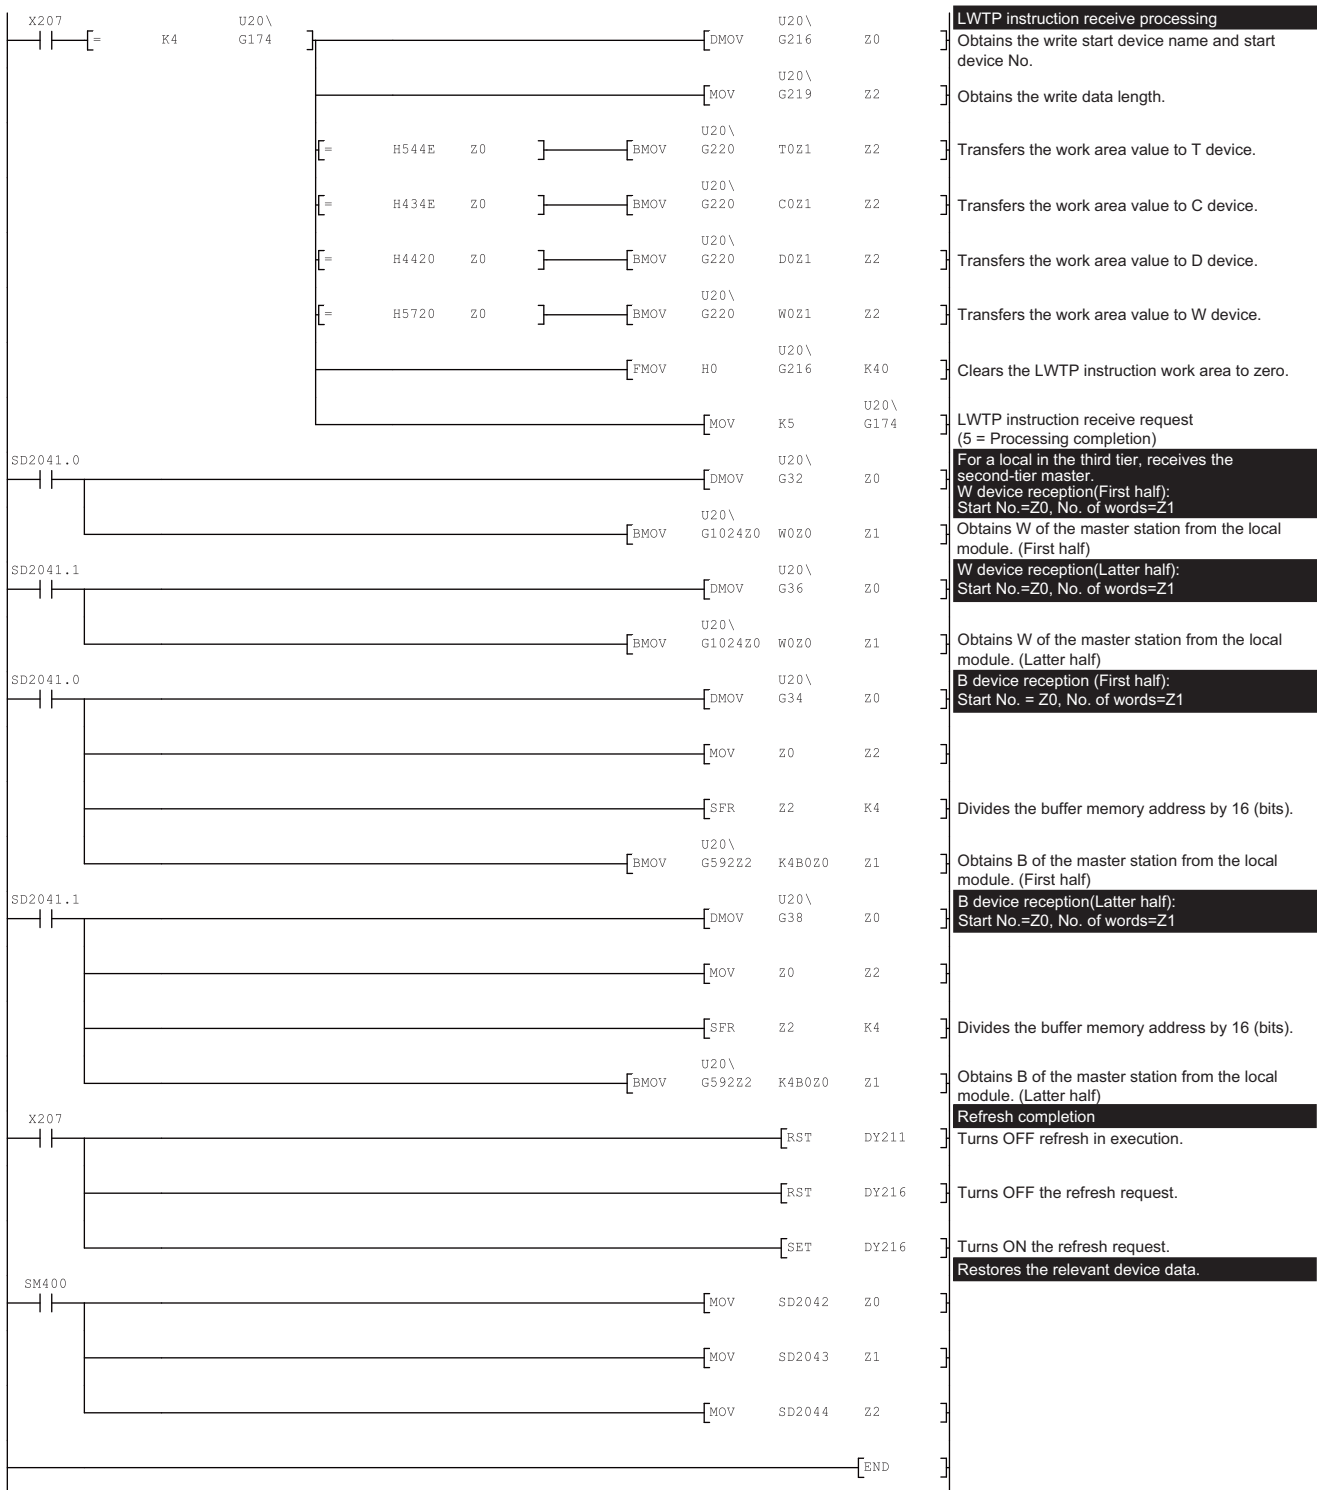 X207 U20\ U20\ LWTP instruction receive processing
= K4 G174 DMOV G216 Z0 Obtains the write start device name and start
device No.
U20\
MOV G219 Z2 Obtains the write data length.
U20\
= H544E Z0 BMOV G220 T0Z1 Z2 Transfers the work area value to T device.
U20\
= H434E Z0 BMOV G220 C0Z1 Z2 Transfers the work area value to C device.
U20\
= H4420 Z0 BMOV G220 D0Z1 Z2 Transfers the work area value to D device.
U20\
= H5720 Z0 BMOV G220 W0Z1 Z2 Transfers the work area value to W device.
U20\
FMOV H0 G216 K40 Clears the LWTP instruction work area to zero.
U20\
MOV K5 G174 LWTP instruction receive request
(5 = Processing completion)
SD2041.0 U20\ For a local in the third tier, receives the
DMOV G32 Z0 second-tier master.
W device reception(First half):
Start No.=Z0, No. of words=Z1
U20\
BMOV G1024Z0 W0Z0 Z1 Obtains W of the master station from the local
module. (First half)
SD2041.1 U20\ W device reception(Latter half):
DMOV G36 Z0 Start No.=Z0, No. of words=Z1
U20\
BMOV G1024Z0 W0Z0 Z1 Obtains W of the master station from the local
module. (Latter half)
SD2041.0 U20\ B device reception (First half):
DMOV G34 Z0 Start No. = Z0, No. of words=Z1
MOV Z0 Z2
SFR Z2 K4 Divides the buffer memory address by 16 (bits).
U20\
BMOV G592Z2 K4B0Z0 Z1 Obtains B of the master station from the local
module. (First half)
SD2041.1 U20\ B device reception(Latter half):
DMOV G38 Z0 Start No.=Z0, No. of words=Z1
MOV Z0 Z2
SFR Z2 K4 Divides the buffer memory address by 16 (bits).
U20\
BMOV G592Z2 K4B0Z0 Z1 Obtains B of the master station from the local
module. (Latter half)
X207 Refresh completion
RST DY211 Turns OFF refresh in execution.
RST DY216 Turns OFF the refresh request.
SET DY216 Turns ON the refresh request.
SM400 Restores the relevant device data.
MOV SD2042 Z0
MOV SD2043 Z1
MOV SD2044 Z2
END